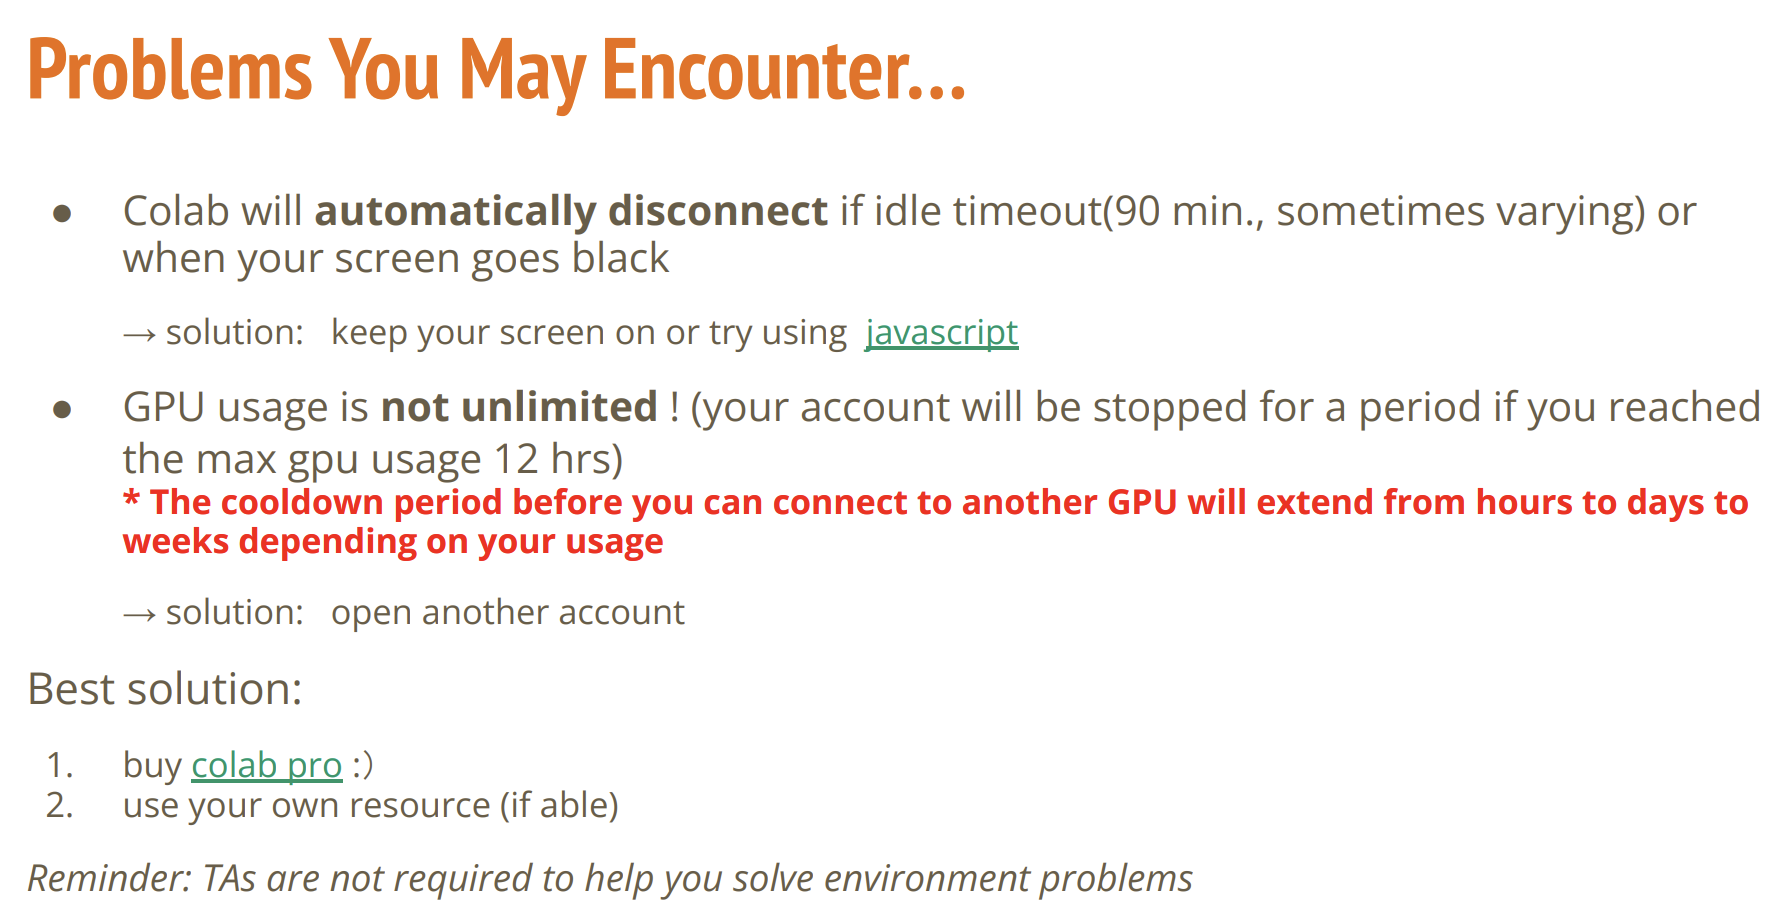 Problems You May Encounter...
● Colab will automatically disconnect if idle timeout(90 min., sometimes varying) or
when your screen goes black
→ solution: keep your screen on or try using javascript
● GPU usage is not unlimited ! (your account will be stopped for a period if you reached
the max gpu usage 12 hrs)
* The cooldown period before you can connect to another GPU will extend from hours to days to
weeks depending on your usage
→ solution: open another account
Best solution:
1. buy colab pro :)
2. use your own resource (if able)
Reminder: TAs are not required to help you solve environment problems